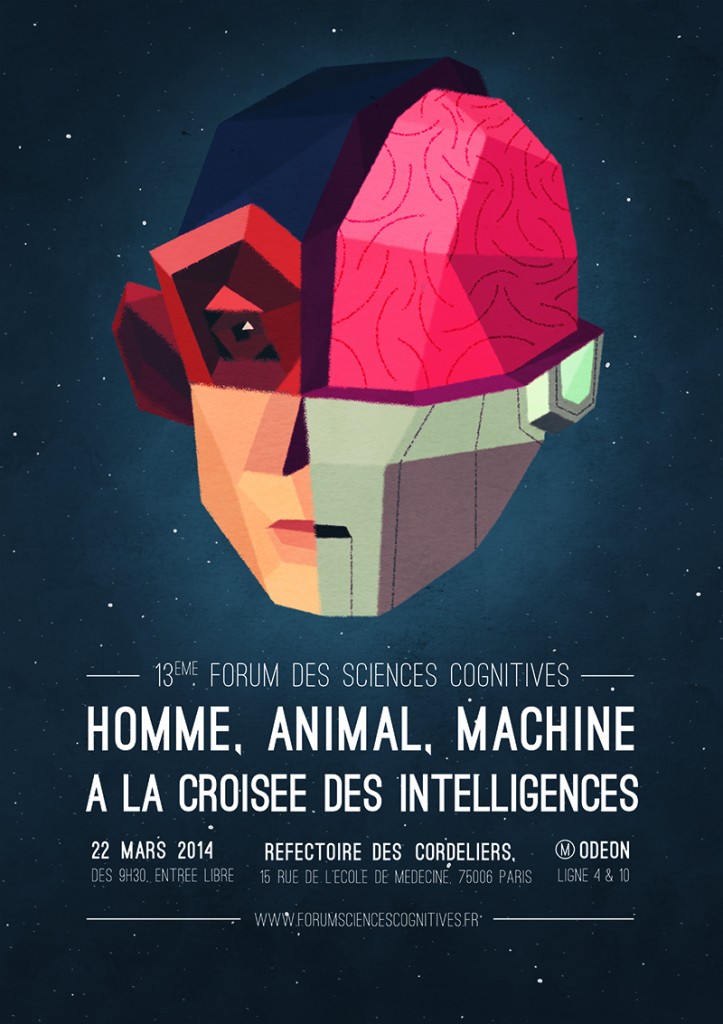 13EME FORUM DES SCIENCES COGNITIVES
HOMME, ANIMAL, MACHINE
A LA CROISEE DES INTELLIGENCES
22 MARS 2014
DES 9H30, ENTREE LIBRE
REFECTOIRE DES CORDELIERS,
15 RUE DE L'ECOLE DE MEDECINE, 75006 PARIS
M ODEON
LIGNE 4 & 10
WWW.FORUMSCIENCESCOGNITIVES.FR